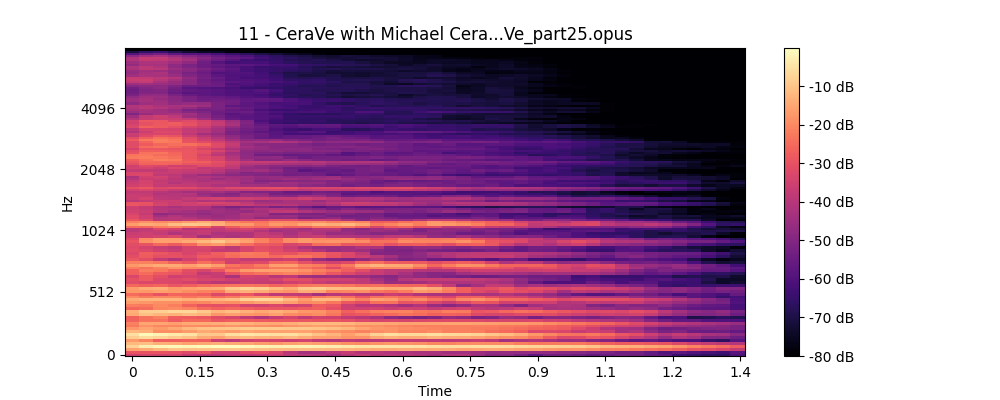 11 - CeraVe with Michael Cera...Ve_part25.opus
Hz
4096
2048
1024
512
0
0 0.15 0.3 0.45 0.6 0.75 0.9 1.1 1.2 1.4
Time
-10 dB
-20 dB
-30 dB
-40 dB
-50 dB
-60 dB
-70 dB
-80 dB